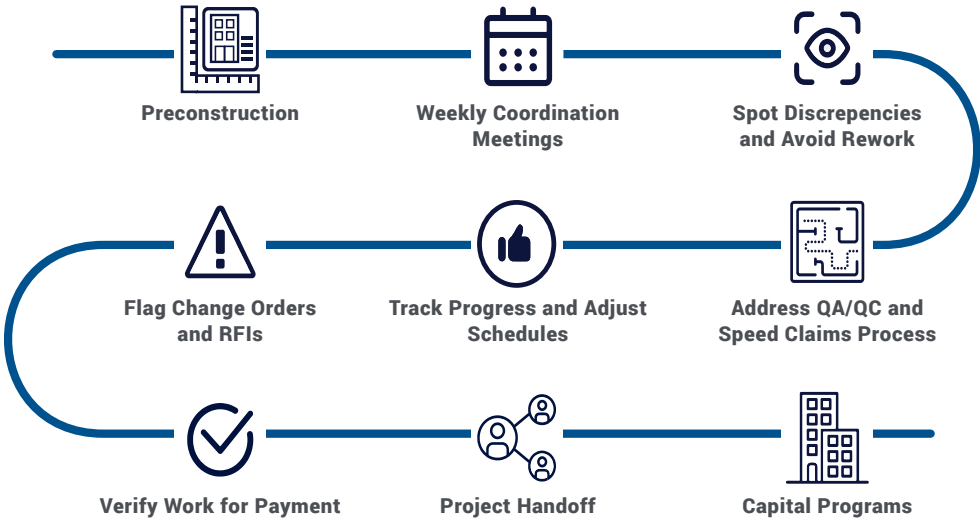 Preconstruction
Weekly Coordination
Meetings
Spot Discrepencies
and Avoid Rework
Flag Change Orders
and RFIs
Track Progress and Adjust
Schedules
Address QA/QC and
Speed Claims Process
Verify Work for Payment
Project Handoff
Capital Programs